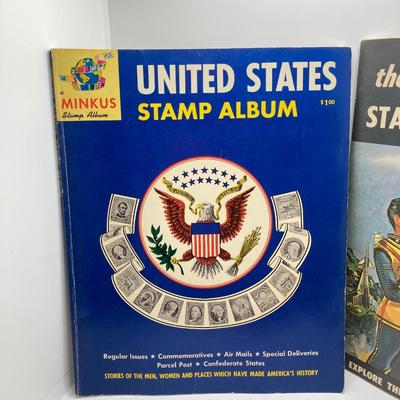 a
MINKUS
Stamp Album
UNITED STATES
STAMP ALBUM
$1.00
Regular Issues ★ Commemoratives ★ Air Mails ★ Special Deliveries
Parcel Post ★ Confederate States
STORIES OF THE MEN, WOMEN AND PLACES WHICH HAVE MADE AMERICA'S HISTORY
the
STA
EXPLORE THE